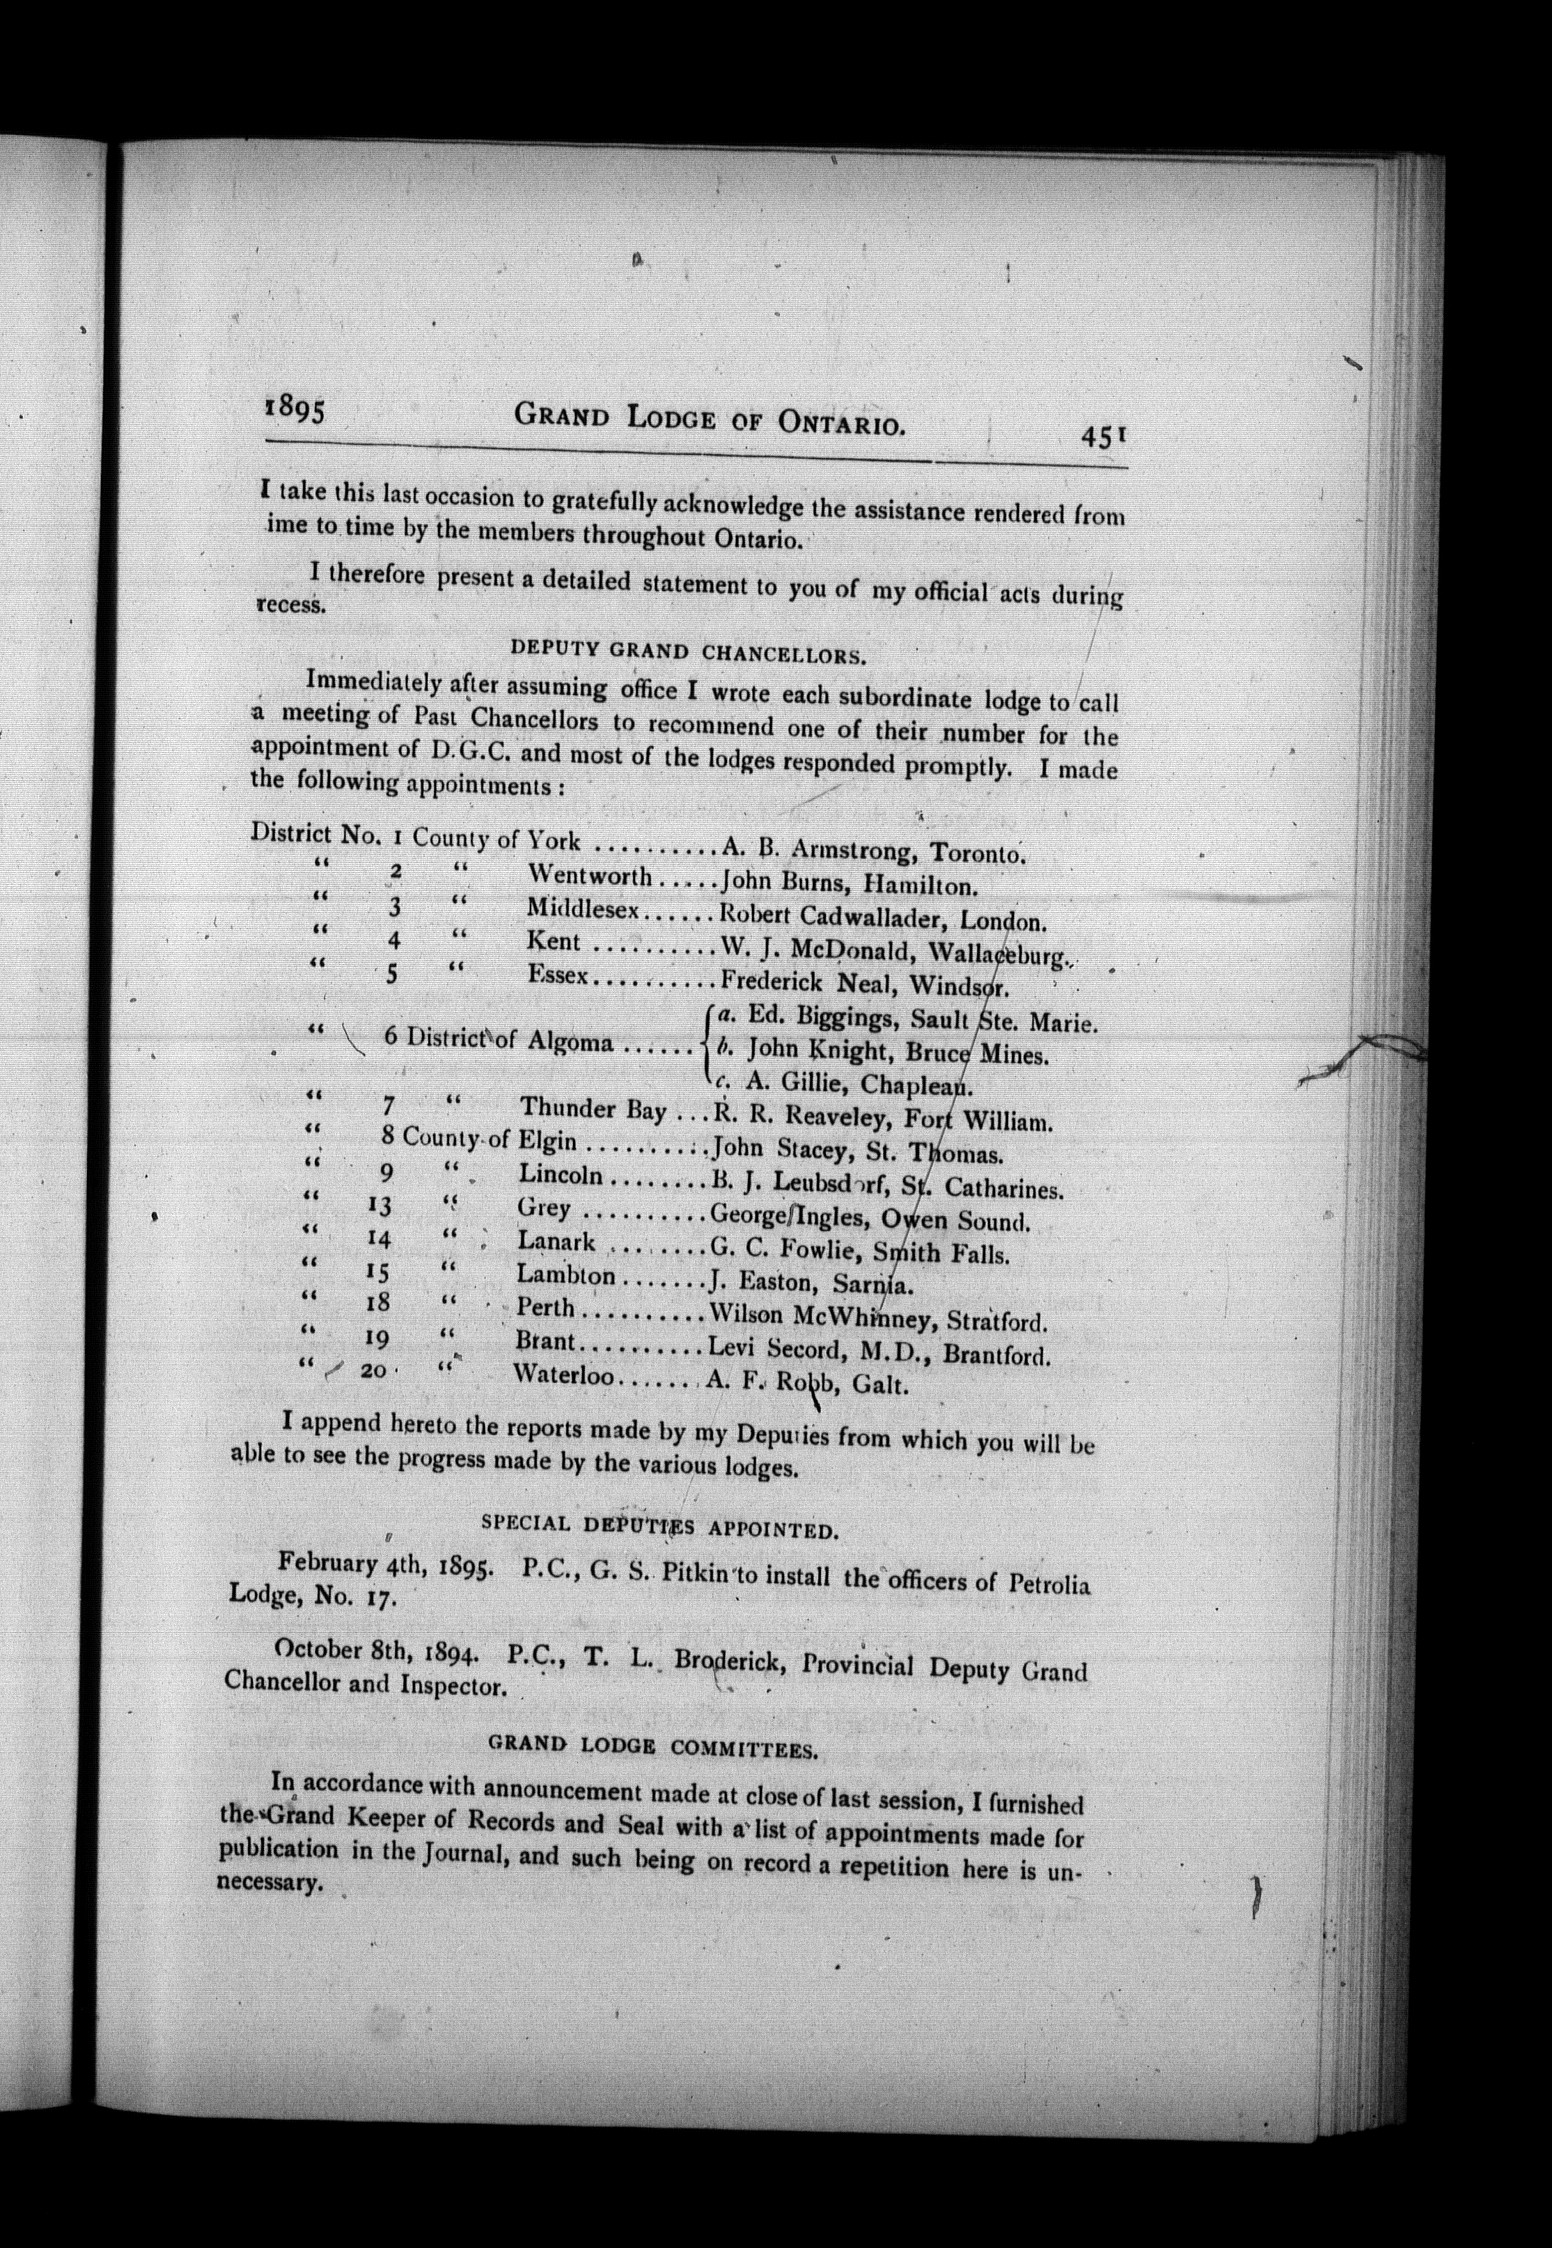 1895 GRAND LODGE OF ONTARIO. 451
I take this last occasion to gratefully acknowledge the assistance rendered from
ime to time by the members throughout Ontario.
I therefore present a detailed statement to you of my official acts during
recess.
DEPUTY GRAND CHANCELLORS.
Immediately after assuming office I wrote each subordinate lodge to call
a meeting of Past Chancellors to recommend one of their number for the
appointment of D.G.C. and most of the lodges responded promptly. I made
the following appointments :
District No. 1 County of York .......... A. B. Armstrong, Toronto.
“ 2 “ Wentworth ..... John Burns, Hamilton.
“ 3 “ Middlesex...... Robert Cadwallader, London.
“ 4 “ Kent .......... W. J. McDonald, Wallaceburg.
“ 5 “ Essex.......... Frederick Neal, Windsor.
a. Ed. Biggings, Sault Ste. Marie.
“ 6 District of Algoma ...... { b. John Knight, Bruce Mines.
c. A. Gillie, Chapleau.
“ 7 “ Thunder Bay ... R. R. Reaveley, Fort William.
“ 8 County of Elgin .......... John Stacey, St. Thomas.
“ 9 “ Lincoln ........ B. J. Leubsdorf, St. Catharines.
“ 13 “ Grey .......... George Ingles, Owen Sound.
“ 14 “ Lanark ........ G. C. Fowlie, Smith Falls.
“ 15 “ Lambton ....... J. Easton, Sarnia.
“ 18 “ Perth .......... Wilson McWhinney, Stratford.
“ 19 “ Brant.......... Levi Secord, M.D., Brantford.
“ 20 “ Waterloo....... A. F. Robb, Galt.
I append hereto the reports made by my Deputies from which you will be
able to see the progress made by the various lodges.
SPECIAL DEPUTIES APPOINTED.
February 4th, 1895. P.C., G. S. Pitkin to install the officers of Petrolia
Lodge, No. 17.
October 8th, 1894. P.C., T. L. Broderick, Provincial Deputy Grand
Chancellor and Inspector.
GRAND LODGE COMMITTEES.
In accordance with announcement made at close of last session, I furnished
the Grand Keeper of Records and Seal with a list of appointments made for
publication in the Journal, and such being on record a repetition here is un-
necessary.